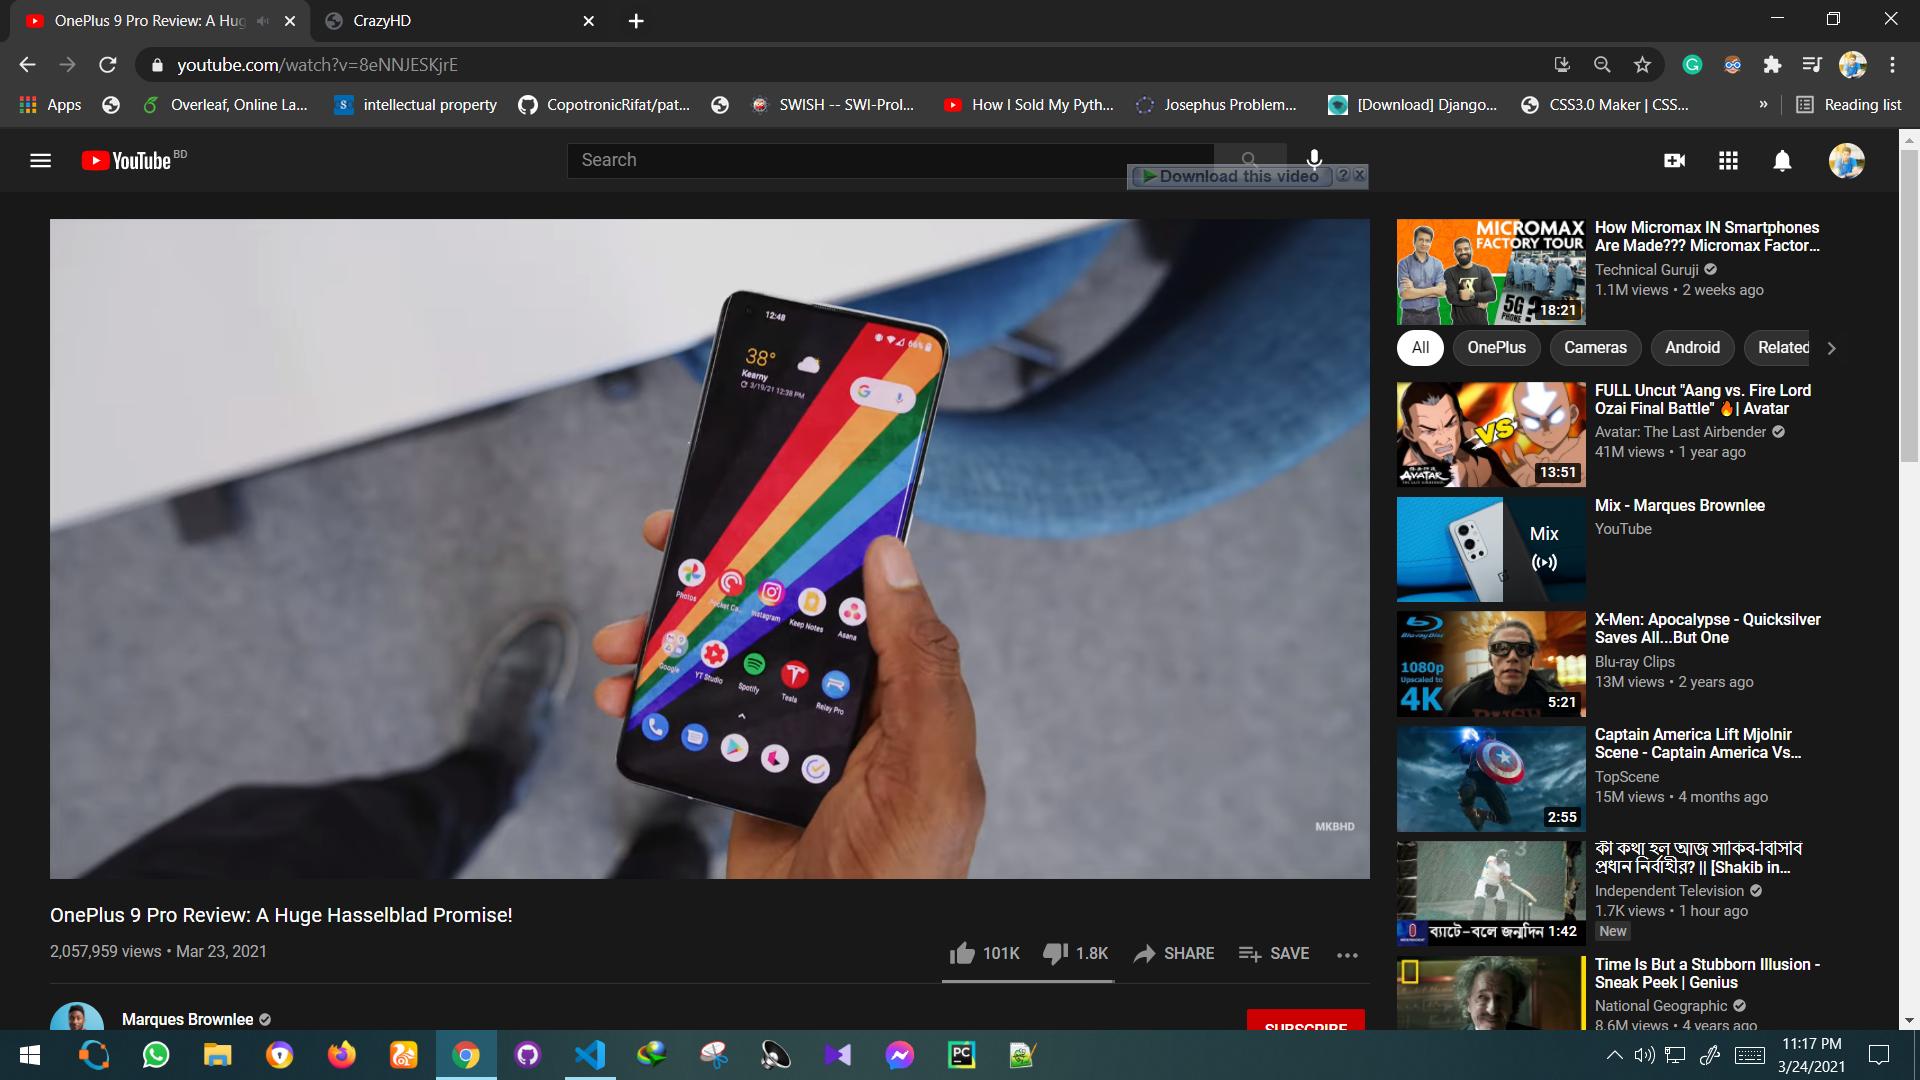 OnePlus 9 Pro Review: A Hug
CrazyHD
youtube.com/watch?v=8eNNJESKjrE
Apps
Overleaf, Online La...
intellectual property
CopotronicRifat/pat...
SWISH -- SWI-Prol...
How I Sold My Pyth...
Josephus Problem...
[Download] Django...
CSS3.0 Maker | CSS...
»
Reading list
YouTube BD
Search
Download this video
12:48
66%
38°
Kearny
3/19/21 12:38 PM
Photos
Pocket Ca...
Instagram
Keep Notes
Asana
Google
YT Studio
Spotify
Tesla
Relay Pro
MKBHD
OnePlus 9 Pro Review: A Huge Hasselblad Promise!
2,057,959 views • Mar 23, 2021
101K
1.8K
SHARE
SAVE
Marques Brownlee
SUBSCRIBE
MICROMAX
FACTORY TOUR
5G
PHONE ?
18:21
How Micromax IN Smartphones
Are Made??? Micromax Factor...
Technical Guruji
1.1M views • 2 weeks ago
All
OnePlus
Cameras
Android
Related
VS
AVATAR
13:51
FULL Uncut "Aang vs. Fire Lord
Ozai Final Battle" 🔥| Avatar
Avatar: The Last Airbender
41M views • 1 year ago
Mix
Mix - Marques Brownlee
YouTube
Blu-ray Disc
1080p
Upscaled to
4K
5:21
X-Men: Apocalypse - Quicksilver
Saves All...But One
Blu-ray Clips
13M views • 2 years ago
2:55
Captain America Lift Mjolnir
Scene - Captain America Vs...
TopScene
15M views • 4 months ago
3
ব্যাটে-বলে জন্মদিন
1:42
কী কথা হল আজ সাকিব-বিসিবি
প্রধান নির্বাহীর? || [Shakib in...
Independent Television
1.7K views • 1 hour ago
New
Time Is But a Stubborn Illusion -
Sneak Peek | Genius
National Geographic
8.6M views • 4 years ago
PC
11:17 PM
3/24/2021